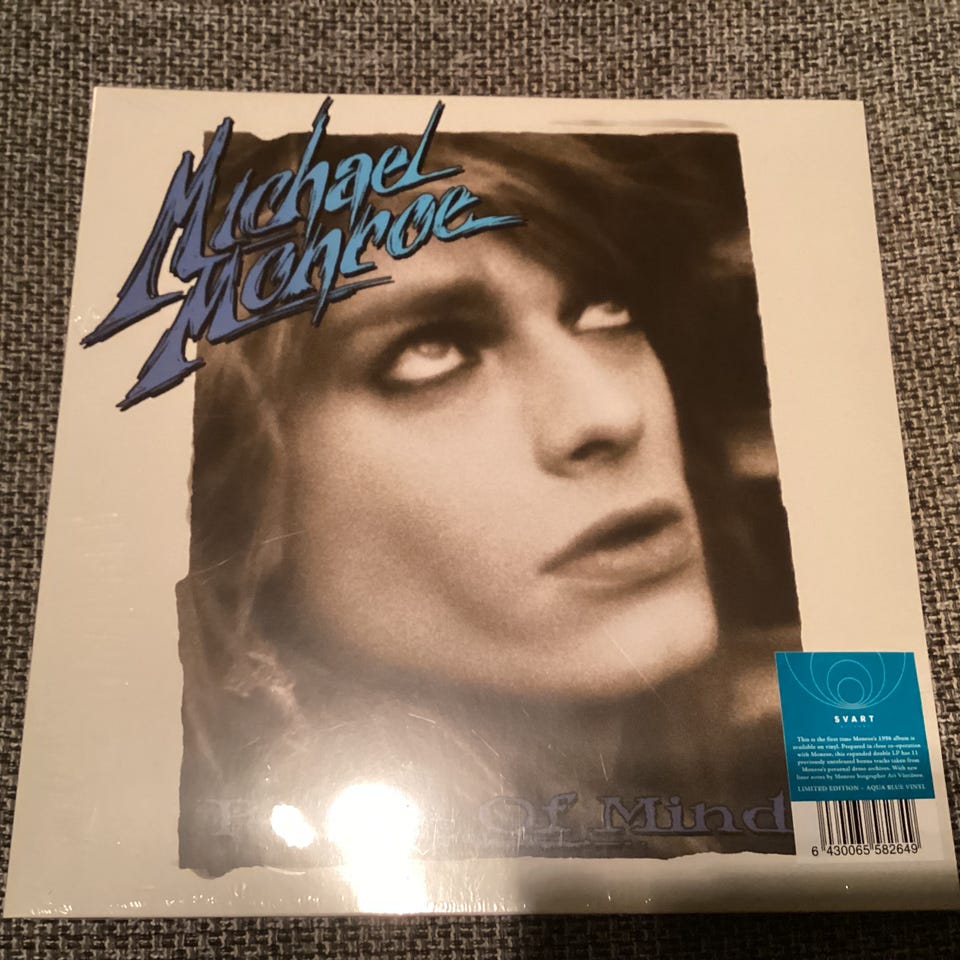 Michael
Monroe
Of Mind
SVART
This is the first time Monroe's 1996 album is
available on vinyl. Prepared in close co-operation
with Monroe, this expanded double LP has 11
previously unreleased bonus tracks taken from
Monroe's personal demo archives. With new
liner notes by Monroe biographer Ari Väntänen
LIMITED EDITION - AQUA BLUE VINYL
6 430065 582649